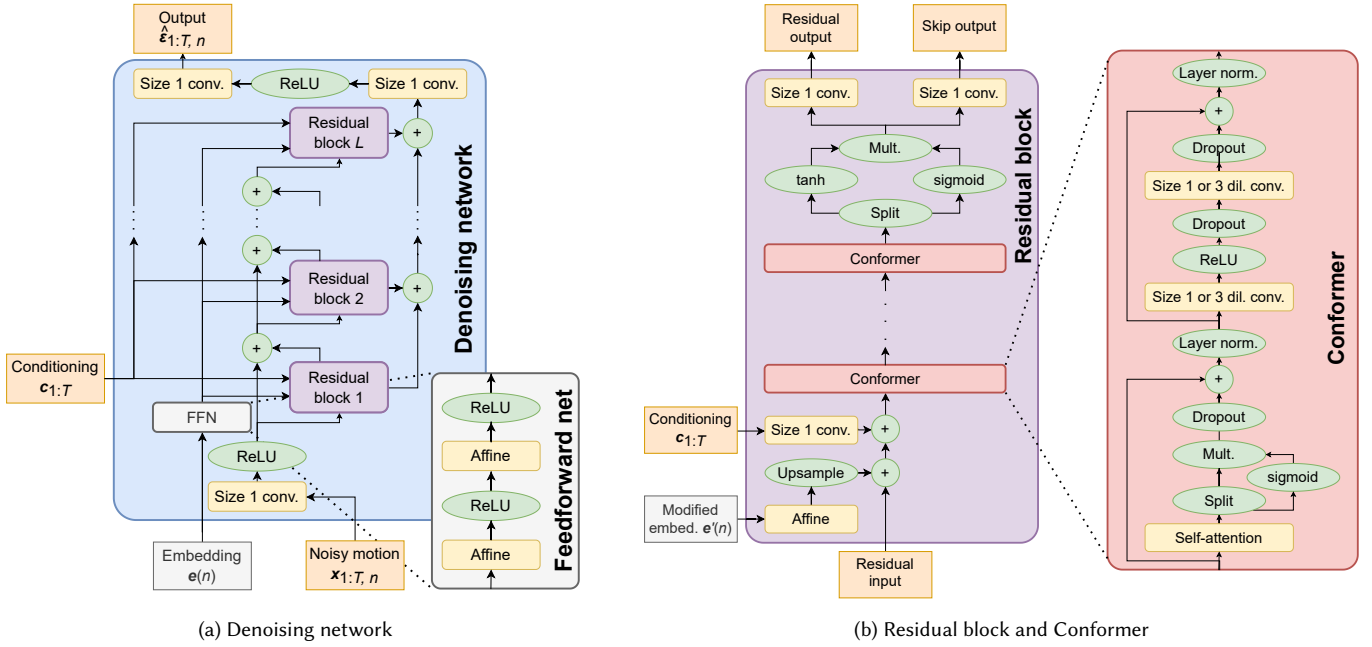 Output
ε̂1:T, n
Size 1 conv.
ReLU
Size 1 conv.
Residual
block L
+
+
Denoising network
+
Residual
block 2
+
+
Conditioning
c1:T
Residual
block 1
FFN
ReLU
Size 1 conv.
Embedding
e(n)
Noisy motion
x1:T, n
ReLU
Affine
ReLU
Affine
Feedforward net
(a) Denoising network
Residual
output
Skip output
Size 1 conv.
Size 1 conv.
Mult.
tanh
sigmoid
Split
Conformer
Residual block
Conformer
Conditioning
c1:T
Size 1 conv.
+
Upsample
+
Modified
embed. e'(n)
Affine
Residual
input
Layer norm.
+
Dropout
Size 1 or 3 dil. conv.
Dropout
ReLU
Size 1 or 3 dil. conv.
Layer norm.
+
Dropout
Mult.
sigmoid
Split
Self-attention
Conformer
(b) Residual block and Conformer